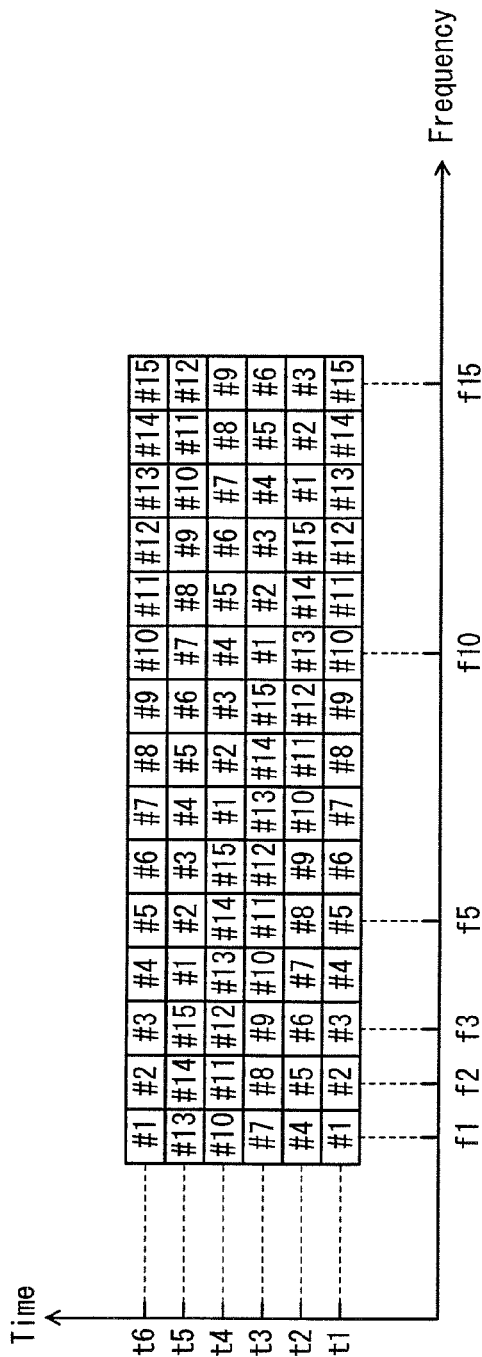 Time
t6 #1 #2 #3 #4 #5 #6 #7 #8 #9 #10 #11 #12 #13 #14 #15
t5 #13 #14 #15 #1 #2 #3 #4 #5 #6 #7 #8 #9 #10 #11 #12
t4 #10 #11 #12 #13 #14 #15 #1 #2 #3 #4 #5 #6 #7 #8 #9
t3 #7 #8 #9 #10 #11 #12 #13 #14 #15 #1 #2 #3 #4 #5 #6
t2 #4 #5 #6 #7 #8 #9 #10 #11 #12 #13 #14 #15 #1 #2 #3
t1 #1 #2 #3 #4 #5 #6 #7 #8 #9 #10 #11 #12 #13 #14 #15
f1 f2 f3 f5 f10 f15
Frequency